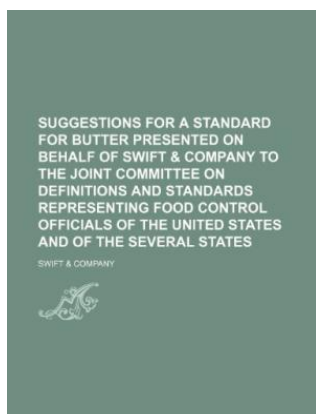 SUGGESTIONS FOR A STANDARD
FOR BUTTER PRESENTED ON
BEHALF OF SWIFT & COMPANY TO
THE JOINT COMMITTEE ON
DEFINITIONS AND STANDARDS
REPRESENTING FOOD CONTROL
OFFICIALS OF THE UNITED STATES
AND OF THE SEVERAL STATES
SWIFT & COMPANY